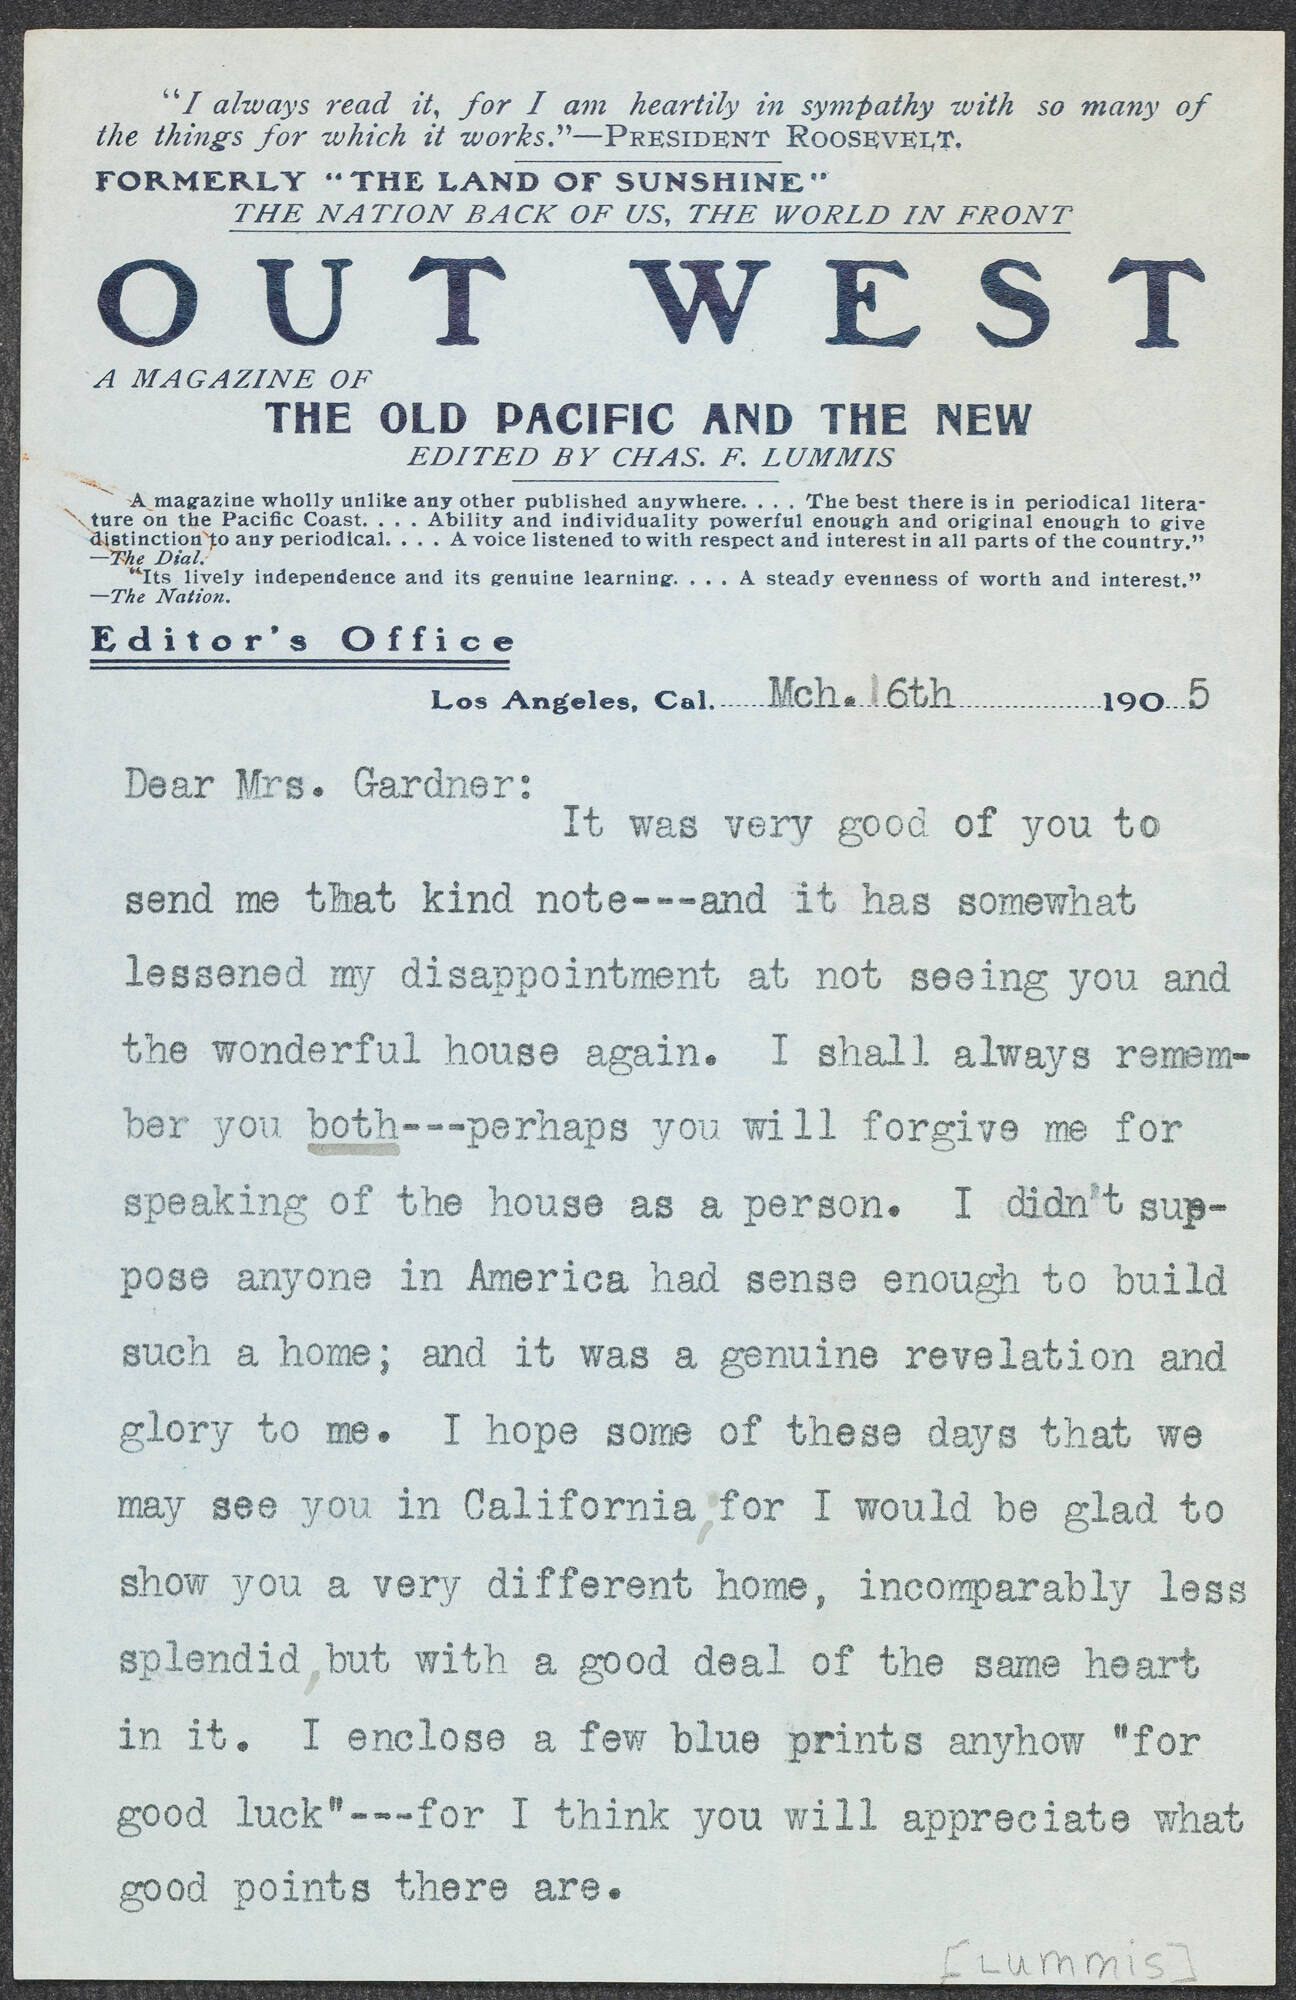 “I always read it, for I am heartily in sympathy with so many of
the things for which it works.”—PRESIDENT ROOSEVELT.
FORMERLY “THE LAND OF SUNSHINE”
THE NATION BACK OF US, THE WORLD IN FRONT
OUT WEST
A MAGAZINE OF
THE OLD PACIFIC AND THE NEW
EDITED BY CHAS. F. LUMMIS
A magazine wholly unlike any other published anywhere. . . . The best there is in periodical litera-
ture on the Pacific Coast. . . . Ability and individuality powerful enough and original enough to give
distinction to any periodical. . . . A voice listened to with respect and interest in all parts of the country.”
—The Dial.
“Its lively independence and its genuine learning. . . . A steady evenness of worth and interest.”
—The Nation.
Editor's Office
Los Angeles, Cal. Mch. 16th 1905
Dear Mrs. Gardner:
It was very good of you to
send me that kind note---and it has somewhat
lessened my disappointment at not seeing you and
the wonderful house again. I shall always remem-
ber you both---perhaps you will forgive me for
speaking of the house as a person. I didn't sup-
pose anyone in America had sense enough to build
such a home; and it was a genuine revelation and
glory to me. I hope some of these days that we
may see you in California, for I would be glad to
show you a very different home, incomparably less
splendid, but with a good deal of the same heart
in it. I enclose a few blue prints anyhow "for
good luck"---for I think you will appreciate what
good points there are.
[Lummis]